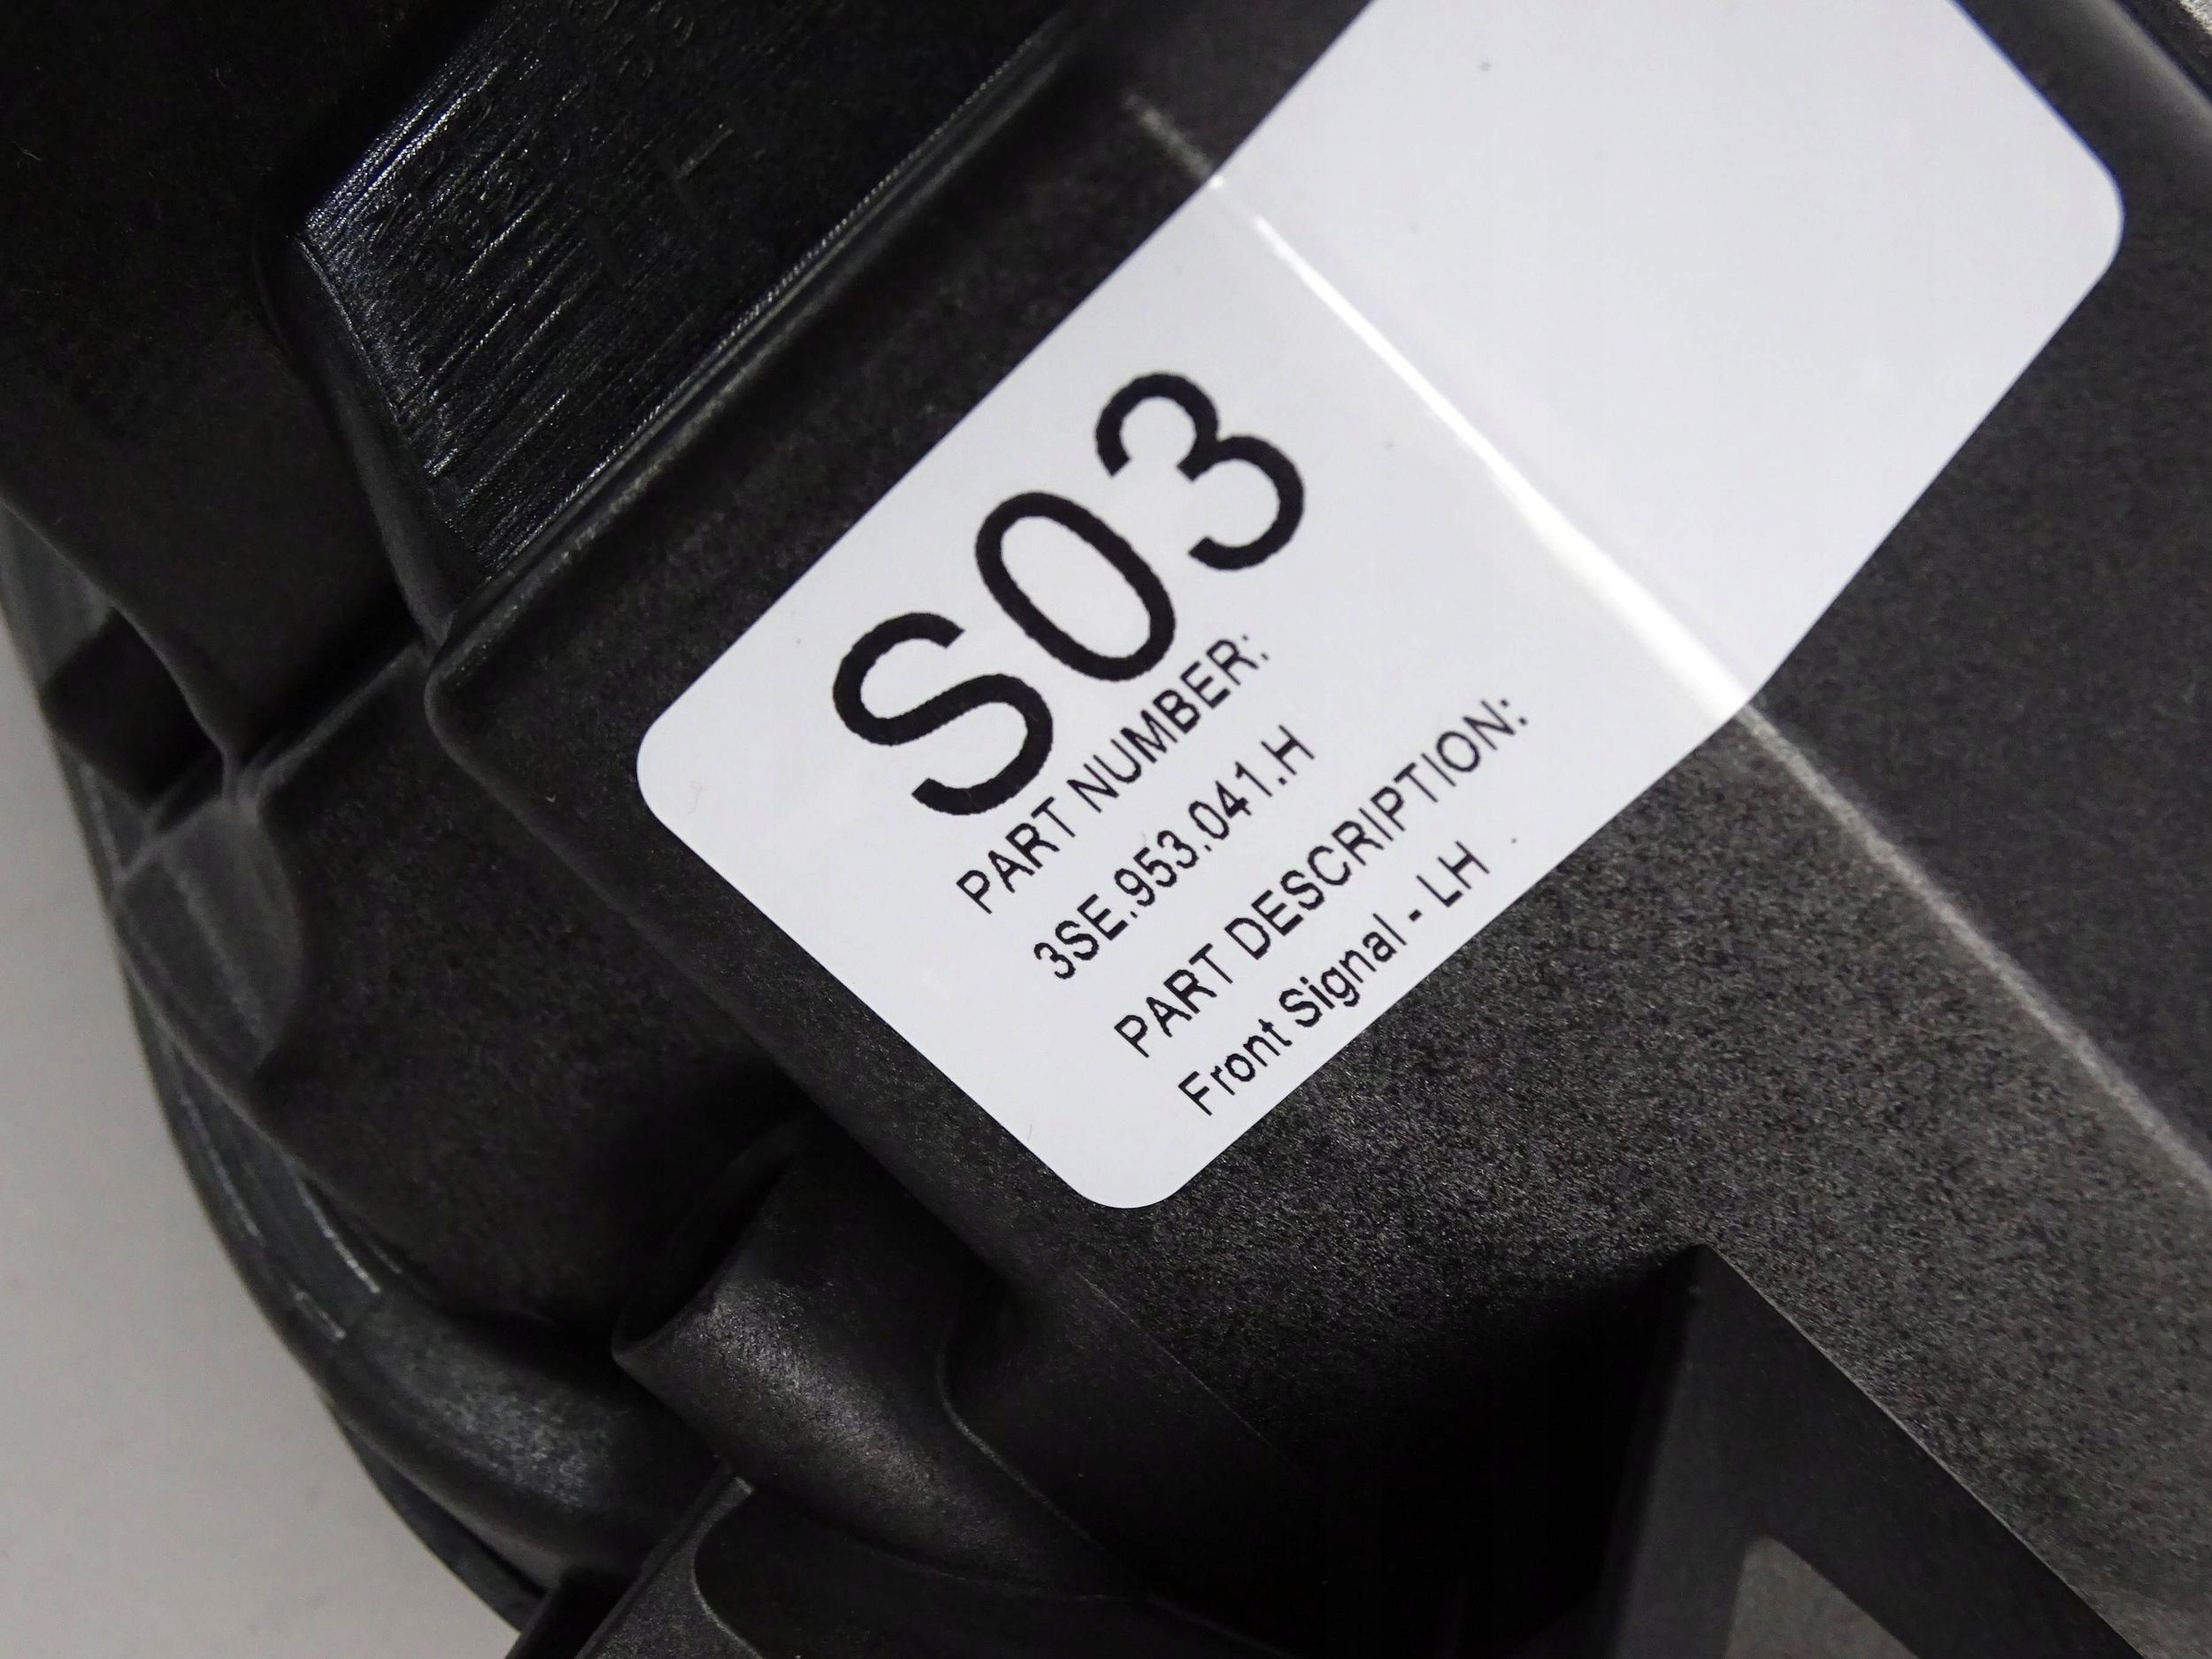 S03
PART NUMBER:
3SE.953.041.H
PART DESCRIPTION:
Front Signal - LH